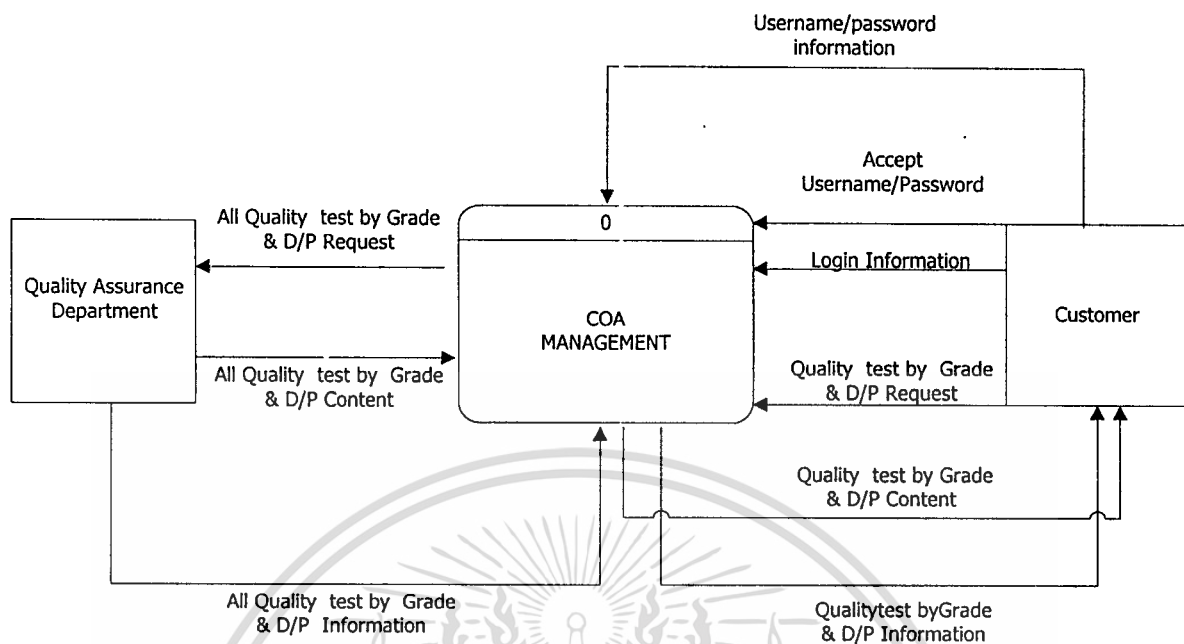 Username/password
information
Accept
Username/Password
All Quality test by Grade
& D/P Request
0
Login Information
Quality Assurance
Department
COA
MANAGEMENT
Customer
All Quality test by Grade
& D/P Content
Quality test by Grade
& D/P Request
Quality test by Grade
& D/P Content
All Quality test by Grade
& D/P Information
Qualitytest byGrade
& D/P Information